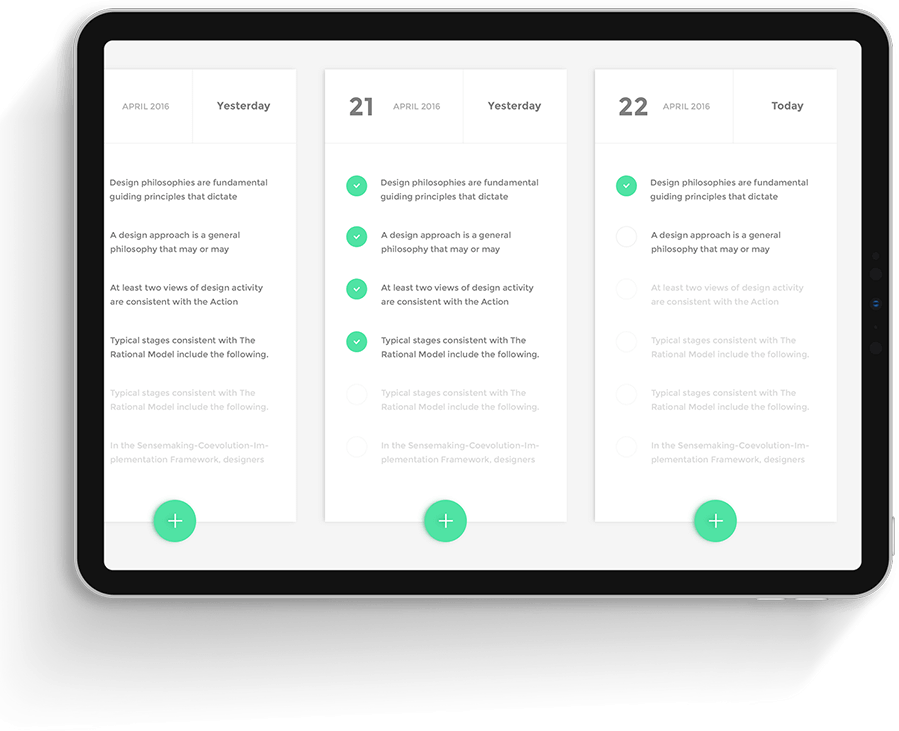 APRIL 2016
Yesterday
Design philosophies are fundamental
guiding principles that dictate
A design approach is a general
philosophy that may or may
At least two views of design activity
are consistent with the Action
Typical stages consistent with The
Rational Model include the following.
Typical stages consistent with The
Rational Model include the following.
In the Sensemaking-Coevolution-Im-
plementation Framework, designers
+
21
APRIL 2016
Yesterday
Design philosophies are fundamental
guiding principles that dictate
A design approach is a general
philosophy that may or may
At least two views of design activity
are consistent with the Action
Typical stages consistent with The
Rational Model include the following.
Typical stages consistent with The
Rational Model include the following.
In the Sensemaking-Coevolution-Im-
plementation Framework, designers
+
22
APRIL 2016
Today
Design philosophies are fundamental
guiding principles that dictate
A design approach is a general
philosophy that may or may
At least two views of design activity
are consistent with the Action
Typical stages consistent with The
Rational Model include the following.
Typical stages consistent with The
Rational Model include the following.
In the Sensemaking-Coevolution-Im-
plementation Framework, designers
+